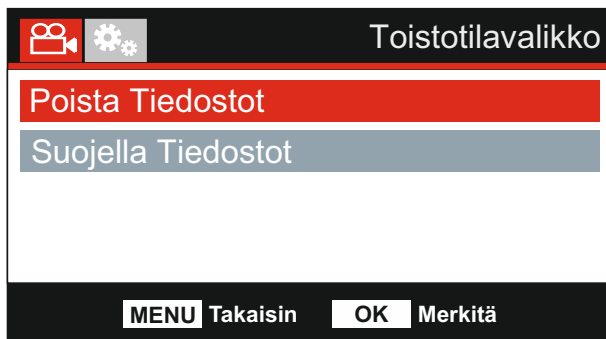 Toistotilavalikko
Poista Tiedostot
Suojella Tiedostot
MENU Takaisin OK Merkitä